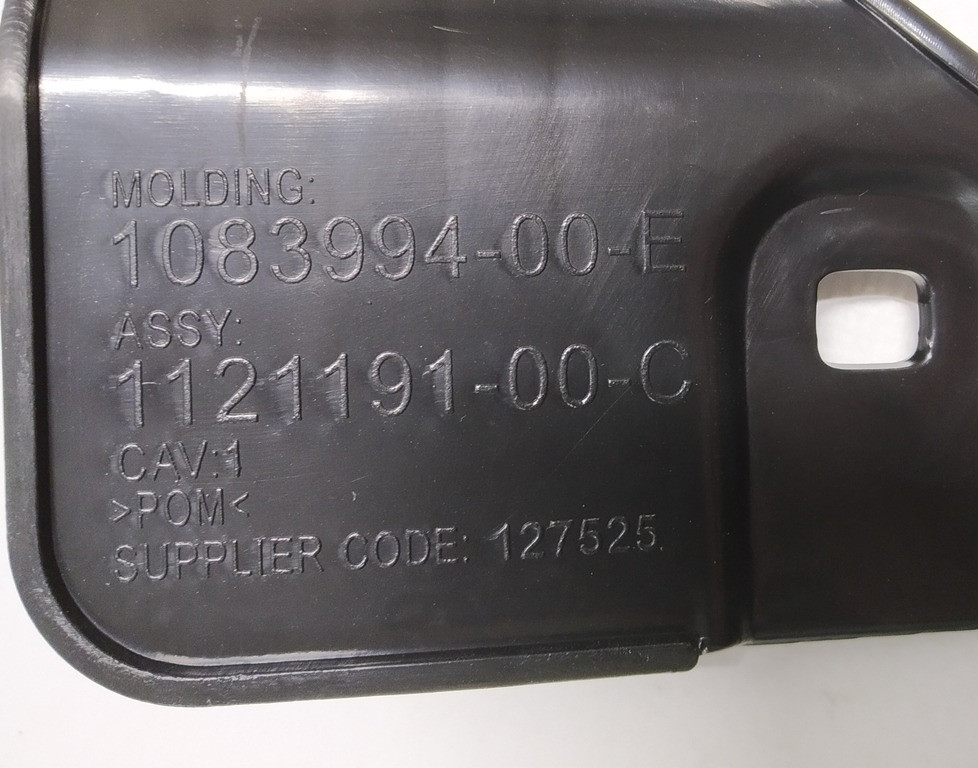 MOLDING:
1083994-00-E
ASSY:
1121191-00-C
CAV:1
>POM<
SUPPLIER CODE: 127525